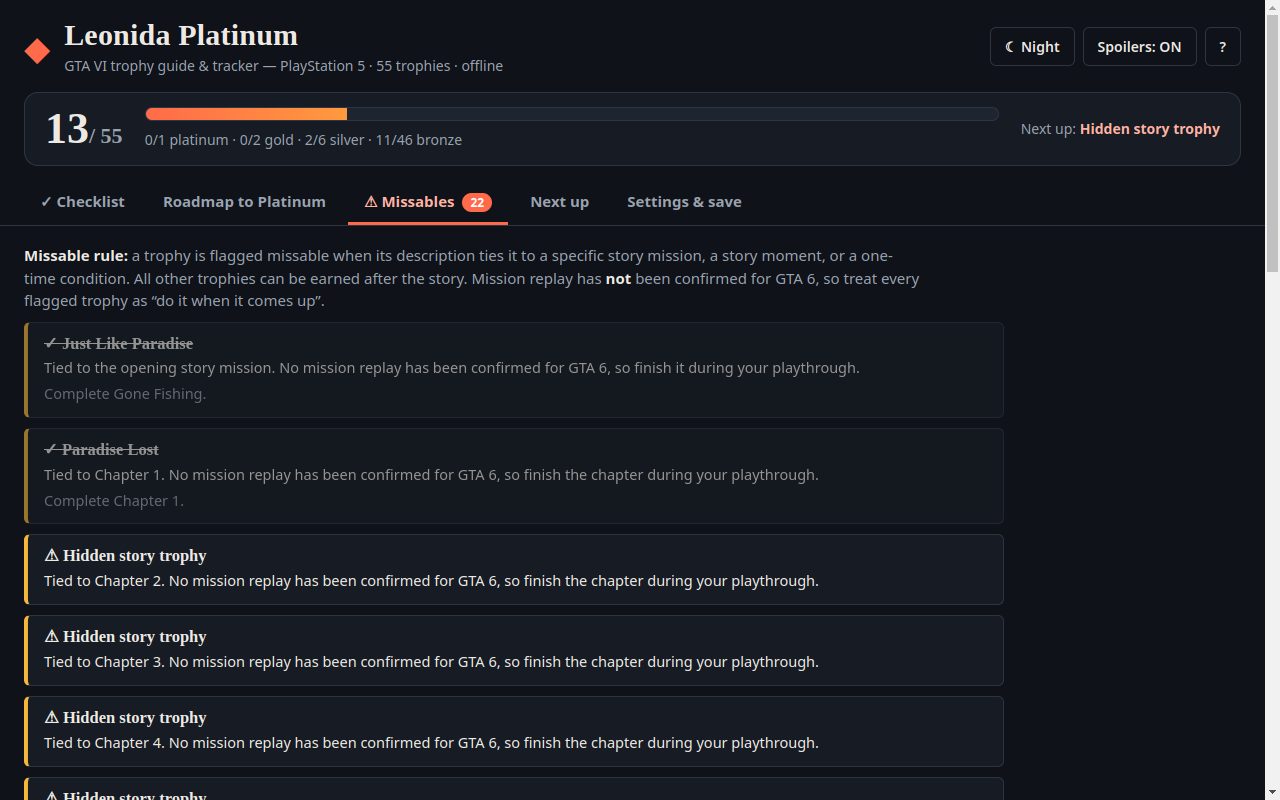 Leonida Platinum
GTA VI trophy guide & tracker — PlayStation 5 · 55 trophies · offline
☾ Night
Spoilers: ON
?
13/ 55
0/1 platinum · 0/2 gold · 2/6 silver · 11/46 bronze
Next up: Hidden story trophy
✓ Checklist
Roadmap to Platinum
⚠ Missables 22
Next up
Settings & save
Missable rule: a trophy is flagged missable when its description ties it to a specific story mission, a story moment, or a one-
time condition. All other trophies can be earned after the story. Mission replay has not been confirmed for GTA 6, so treat every
flagged trophy as “do it when it comes up”.
✓ Just Like Paradise
Tied to the opening story mission. No mission replay has been confirmed for GTA 6, so finish it during your playthrough.
Complete Gone Fishing.
✓ Paradise Lost
Tied to Chapter 1. No mission replay has been confirmed for GTA 6, so finish the chapter during your playthrough.
Complete Chapter 1.
⚠ Hidden story trophy
Tied to Chapter 2. No mission replay has been confirmed for GTA 6, so finish the chapter during your playthrough.
⚠ Hidden story trophy
Tied to Chapter 3. No mission replay has been confirmed for GTA 6, so finish the chapter during your playthrough.
⚠ Hidden story trophy
Tied to Chapter 4. No mission replay has been confirmed for GTA 6, so finish the chapter during your playthrough.
⚠ Hidden story trophy